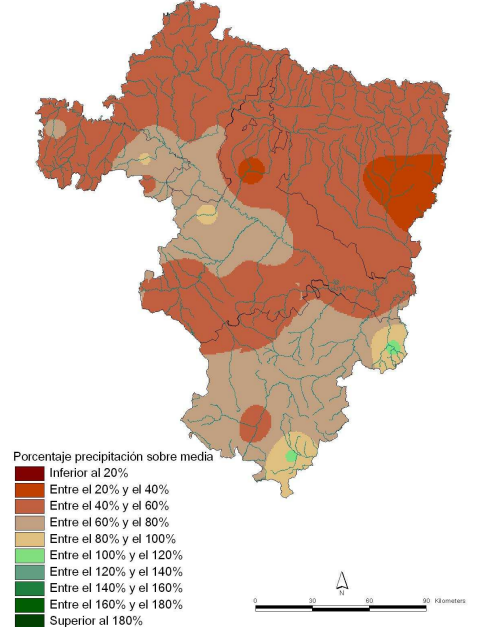 Porcentaje precipitación sobre media
Inferior al 20%
Entre el 20% y el 40%
Entre el 40% y el 60%
Entre el 60% y el 80%
Entre el 80% y el 100%
Entre el 100% y el 120%
Entre el 120% y el 140%
Entre el 140% y el 160%
Entre el 160% y el 180%
Superior al 180%
N
0 30 60 90 Kilometers